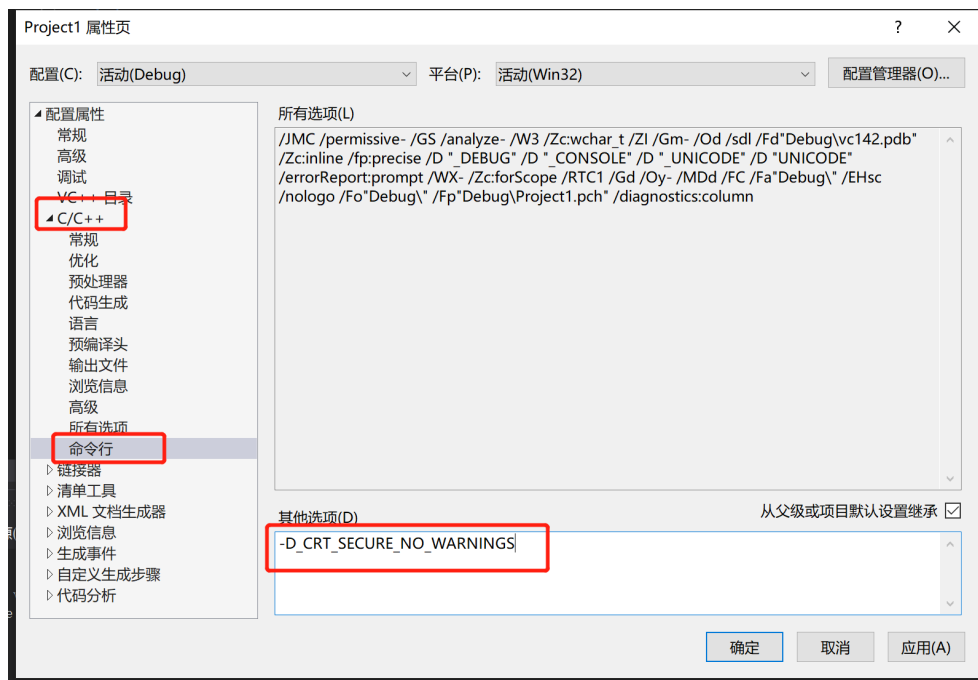 Project1 属性页
?
配置(C):
活动(Debug)
平台(P):
活动(Win32)
配置管理器(O)...
配置属性
常规
高级
调试
VC++ 目录
C/C++
常规
优化
预处理器
代码生成
语言
预编译头
输出文件
浏览信息
高级
所有选项
命令行
链接器
清单工具
XML 文档生成器
浏览信息
生成事件
自定义生成步骤
代码分析
所有选项(L)
/JMC /permissive- /GS /analyze- /W3 /Zc:wchar_t /ZI /Gm- /Od /sdl /Fd"Debug\vc142.pdb"
/Zc:inline /fp:precise /D "_DEBUG" /D "_CONSOLE" /D "_UNICODE" /D "UNICODE"
/errorReport:prompt /WX- /Zc:forScope /RTC1 /Gd /Oy- /MDd /FC /Fa"Debug\" /EHsc
/nologo /Fo"Debug\" /Fp"Debug\Project1.pch" /diagnostics:column
其他选项(D)
从父级或项目默认设置继承
-D_CRT_SECURE_NO_WARNINGS
确定
取消
应用(A)